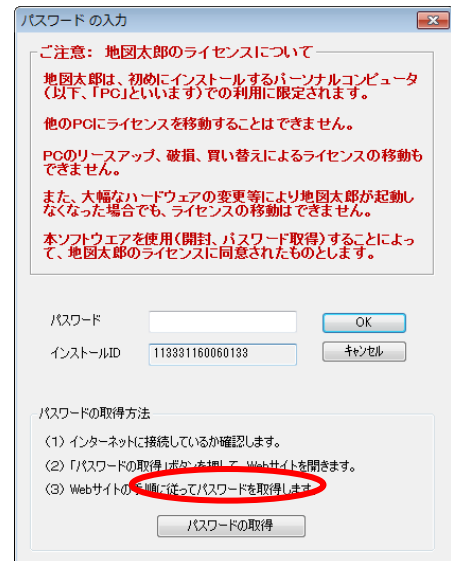 パスワード の入力
ご注意： 地図太郎のライセンスについて
地図太郎は、初めにインストールするパーソナルコンピュータ
（以下、「PC」といいます）での利用に限定されます。
他のPCにライセンスを移動することはできません。
PCのリースアップ、破損、買い替えによるライセンスの移動も
できません。
また、大幅なハードウェアの変更等により地図太郎が起動し
なくなった場合でも、ライセンスの移動はできません。
本ソフトウエアを使用（開封、パスワード取得）することによっ
て、地図太郎のライセンスに同意されたものとします。
パスワード
OK
インストールID
113331160060133
キャンセル
パスワードの取得方法
(1) インターネットに接続しているか確認します。
(2) 「パスワードの取得」ボタンを押して、Webサイトを開きます。
(3) Webサイトの手順に従ってパスワードを取得します
パスワードの取得